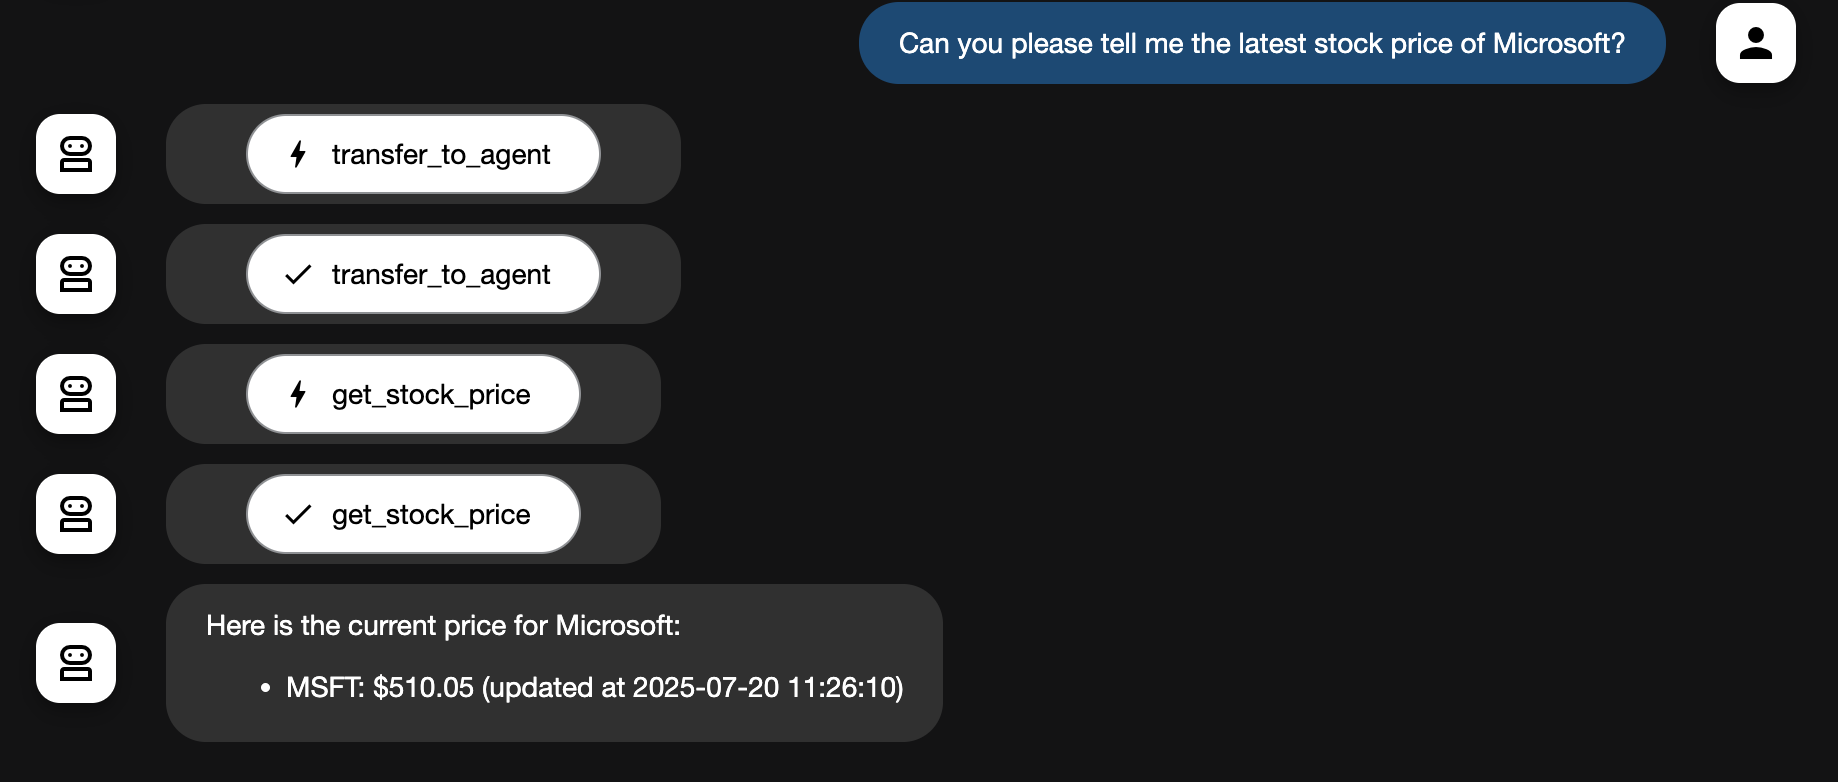 Can you please tell me the latest stock price of Microsoft?
transfer_to_agent
transfer_to_agent
get_stock_price
get_stock_price
Here is the current price for Microsoft:
• MSFT: $510.05 (updated at 2025-07-20 11:26:10)